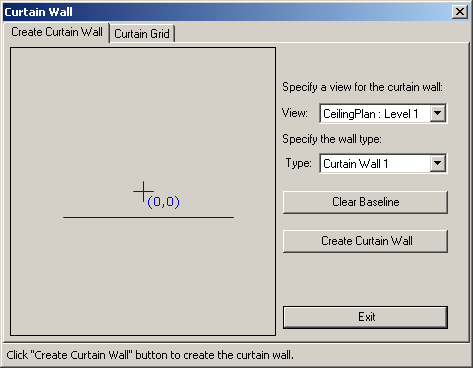 Curtain Wall
Create Curtain Wall
Curtain Grid
Specify a view for the curtain wall:
View: CeilingPlan : Level 1
Specify the wall type:
Type: Curtain Wall 1
(0,0)
Clear Baseline
Create Curtain Wall
Exit
Click "Create Curtain Wall" button to create the curtain wall.